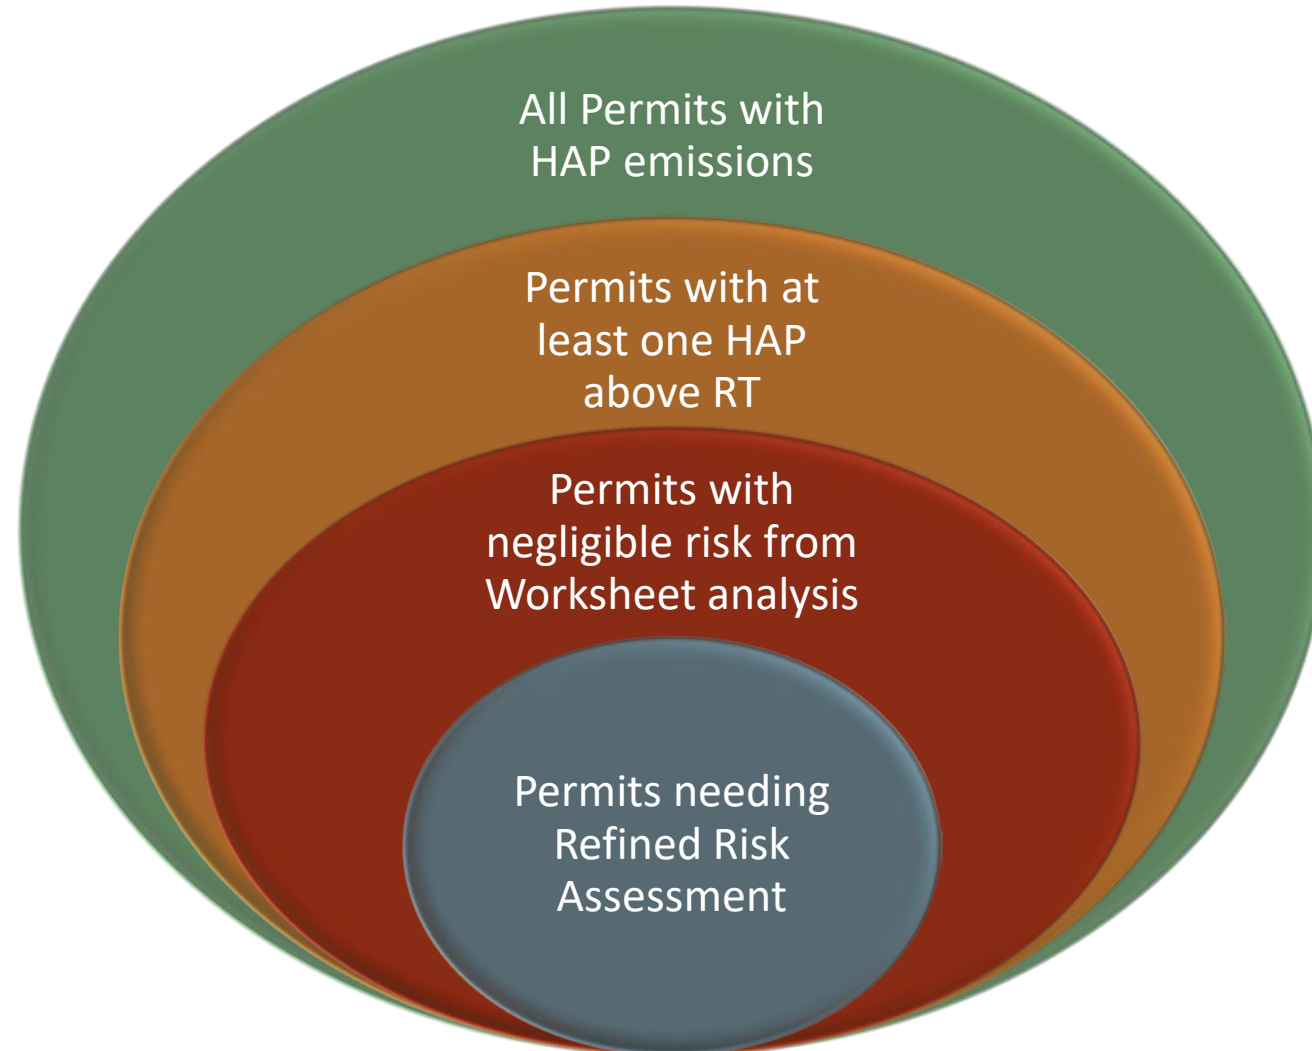 All Permits with
HAP emissions
Permits with at
least one HAP
above RT
Permits with
negligible risk from
Worksheet analysis
Permits needing
Refined Risk
Assessment